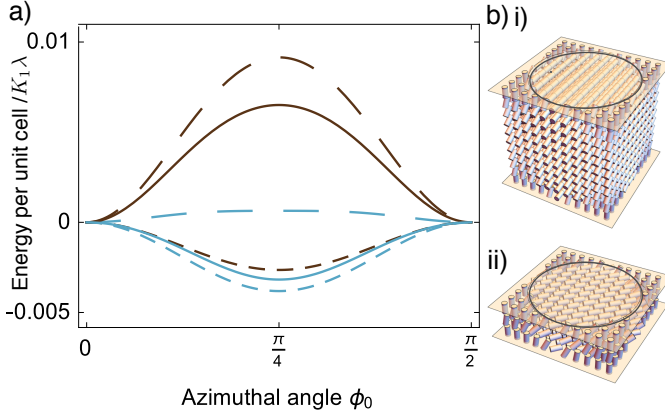 a)
b) i)
ii)
Energy per unit cell /K₁λ
0.01
0
-0.005
0
π/4
π/2
Azimuthal angle ϕ₀